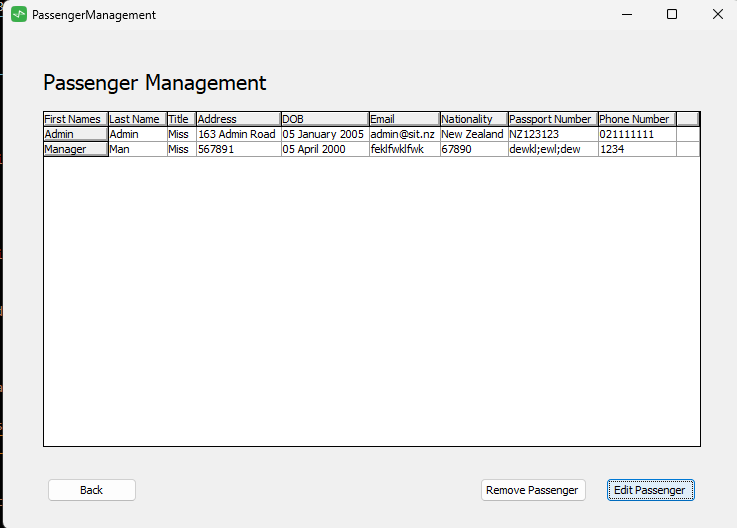 PassengerManagement
Passenger Management
First Names Last Name Title Address DOB Email Nationality Passport Number Phone Number
Admin Admin Miss 163 Admin Road 05 January 2005 admin@sit.nz New Zealand NZ123123 021111111
Manager Man Miss 567891 05 April 2000 feklfwklfwk 67890 dewkl;ewl;dew 1234
Back Remove Passenger Edit Passenger